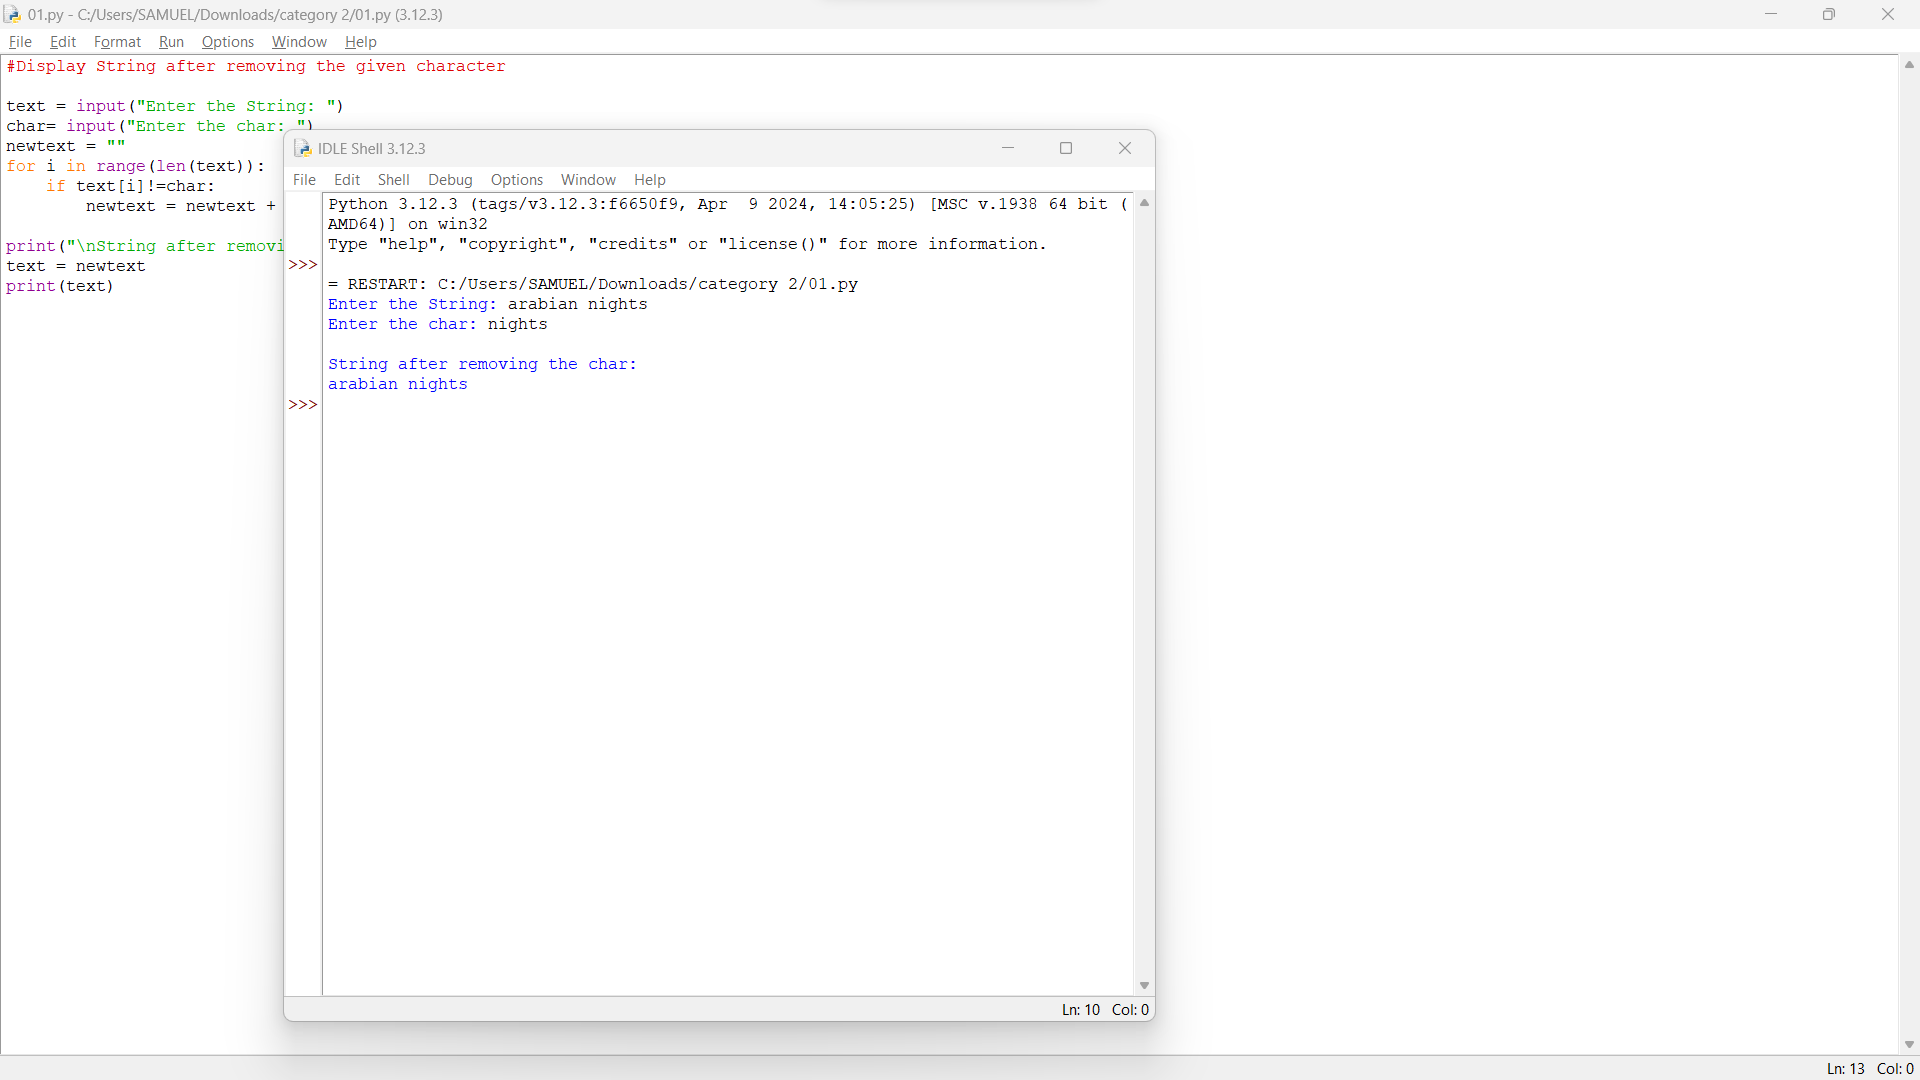 01.py - C:/Users/SAMUEL/Downloads/category 2/01.py (3.12.3)
File Edit Format Run Options Window Help
#Display String after removing the given character
text = input("Enter the String: ")
char= input("Enter the char: ")
newtext = ""
for i in range(len(text)):
    if text[i]!=char:
        newtext = newtext +
print("\nString after removi
text = newtext
print(text)
IDLE Shell 3.12.3
File Edit Shell Debug Options Window Help
Python 3.12.3 (tags/v3.12.3:f6650f9, Apr  9 2024, 14:05:25) [MSC v.1938 64 bit (
AMD64)] on win32
Type "help", "copyright", "credits" or "license()" for more information.
>>>
= RESTART: C:/Users/SAMUEL/Downloads/category 2/01.py
Enter the String: arabian nights
Enter the char: nights
String after removing the char:
arabian nights
>>>
Ln: 10 Col: 0
Ln: 13 Col: 0